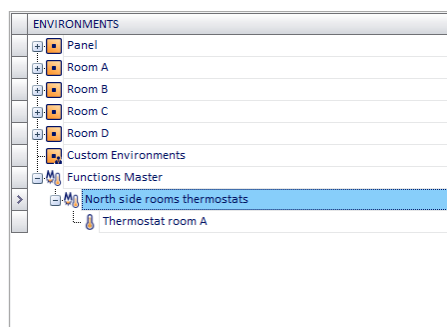 ENVIRONMENTS
Panel
Room A
Room B
Room C
Room D
Custom Environments
Functions Master
North side rooms thermostats
Thermostat room A